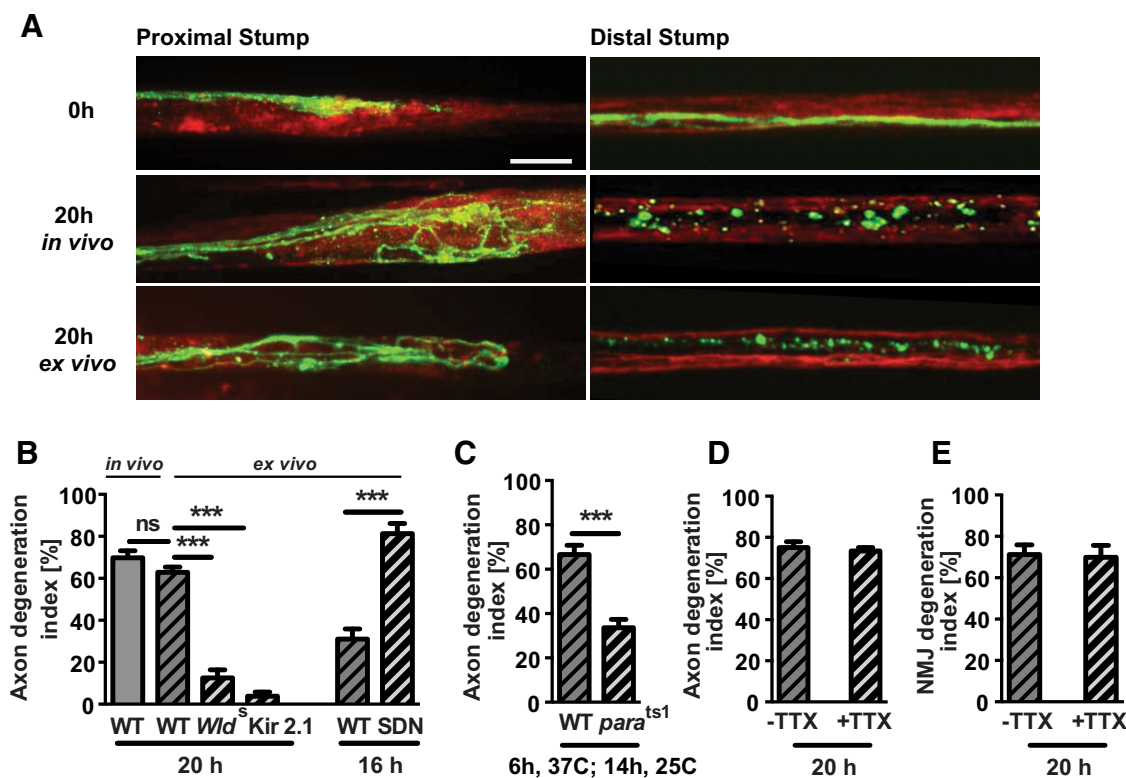 A
Proximal Stump
Distal Stump
0h
20h
in vivo
20h
ex vivo
B
in vivo
ex vivo
Axon degeneration
index [%]
100
80
60
40
20
0
ns
***
***
***
WT
WT
Wld^s
Kir 2.1
WT
SDN
20 h
16 h
C
Axon degeneration
index [%]
100
80
60
40
20
0
***
WT
para^ts1
6h, 37C; 14h, 25C
D
Axon degeneration
index [%]
100
80
60
40
20
0
-TTX
+TTX
20h
E
NMJ degeneration
index [%]
100
80
60
40
20
0
-TTX
+TTX
20h